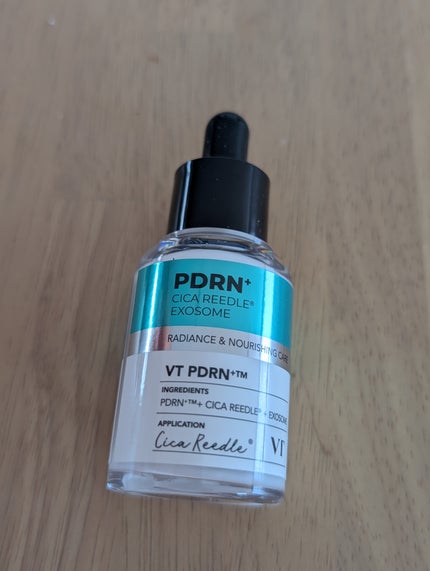 PDRN+
CICA REEDLE®
EXOSOME
RADIANCE & NOURISHING CARE
VT PDRN+™
INGREDIENTS
PDRN+™+ CICA REEDLE® + EXOSOME
APPLICATION
Cica Reedle®
VT